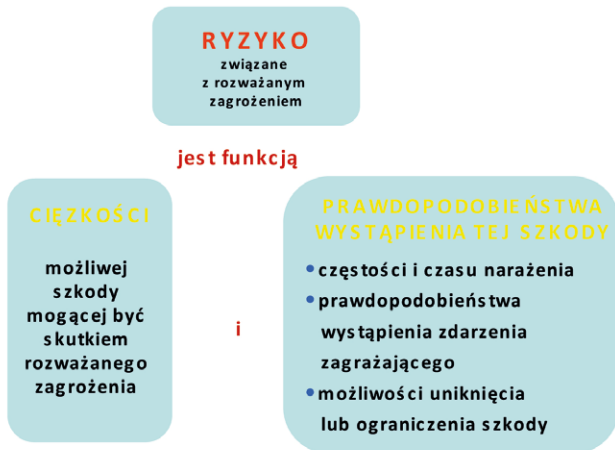 RYZYKO
związane
z rozważanym
zagrożeniem
jest funkcją
CIĘZKOŚCI
możliwej
szkody
mogącej być
skutkiem
rozważanego
zagrożenia
i
PRAWDOPODOBIEŃSTWA
WYSTĄPIENIA TEJ SZKODY
• częstości i czasu narażenia
• prawdopodobieństwa
wystąpienia zdarzenia
zagrażającego
• możliwości uniknięcia
lub ograniczenia szkody